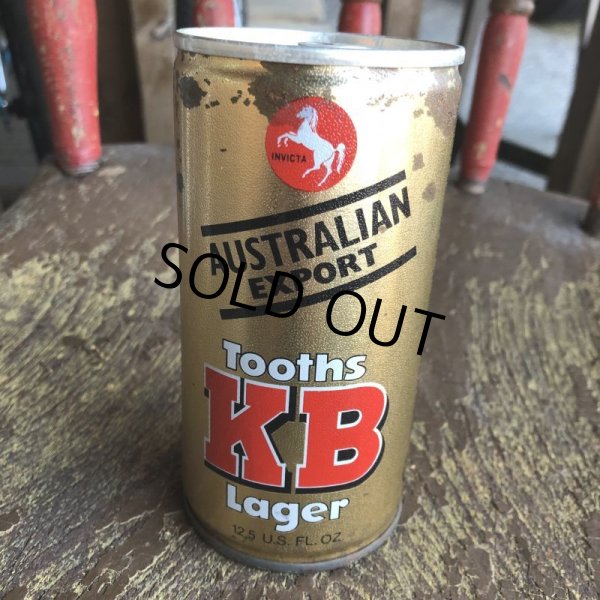 INVICTA
AUSTRALIAN
EXPORT
SOLD OUT
Tooths
KB
Lager
12.5 U.S. FL. OZ